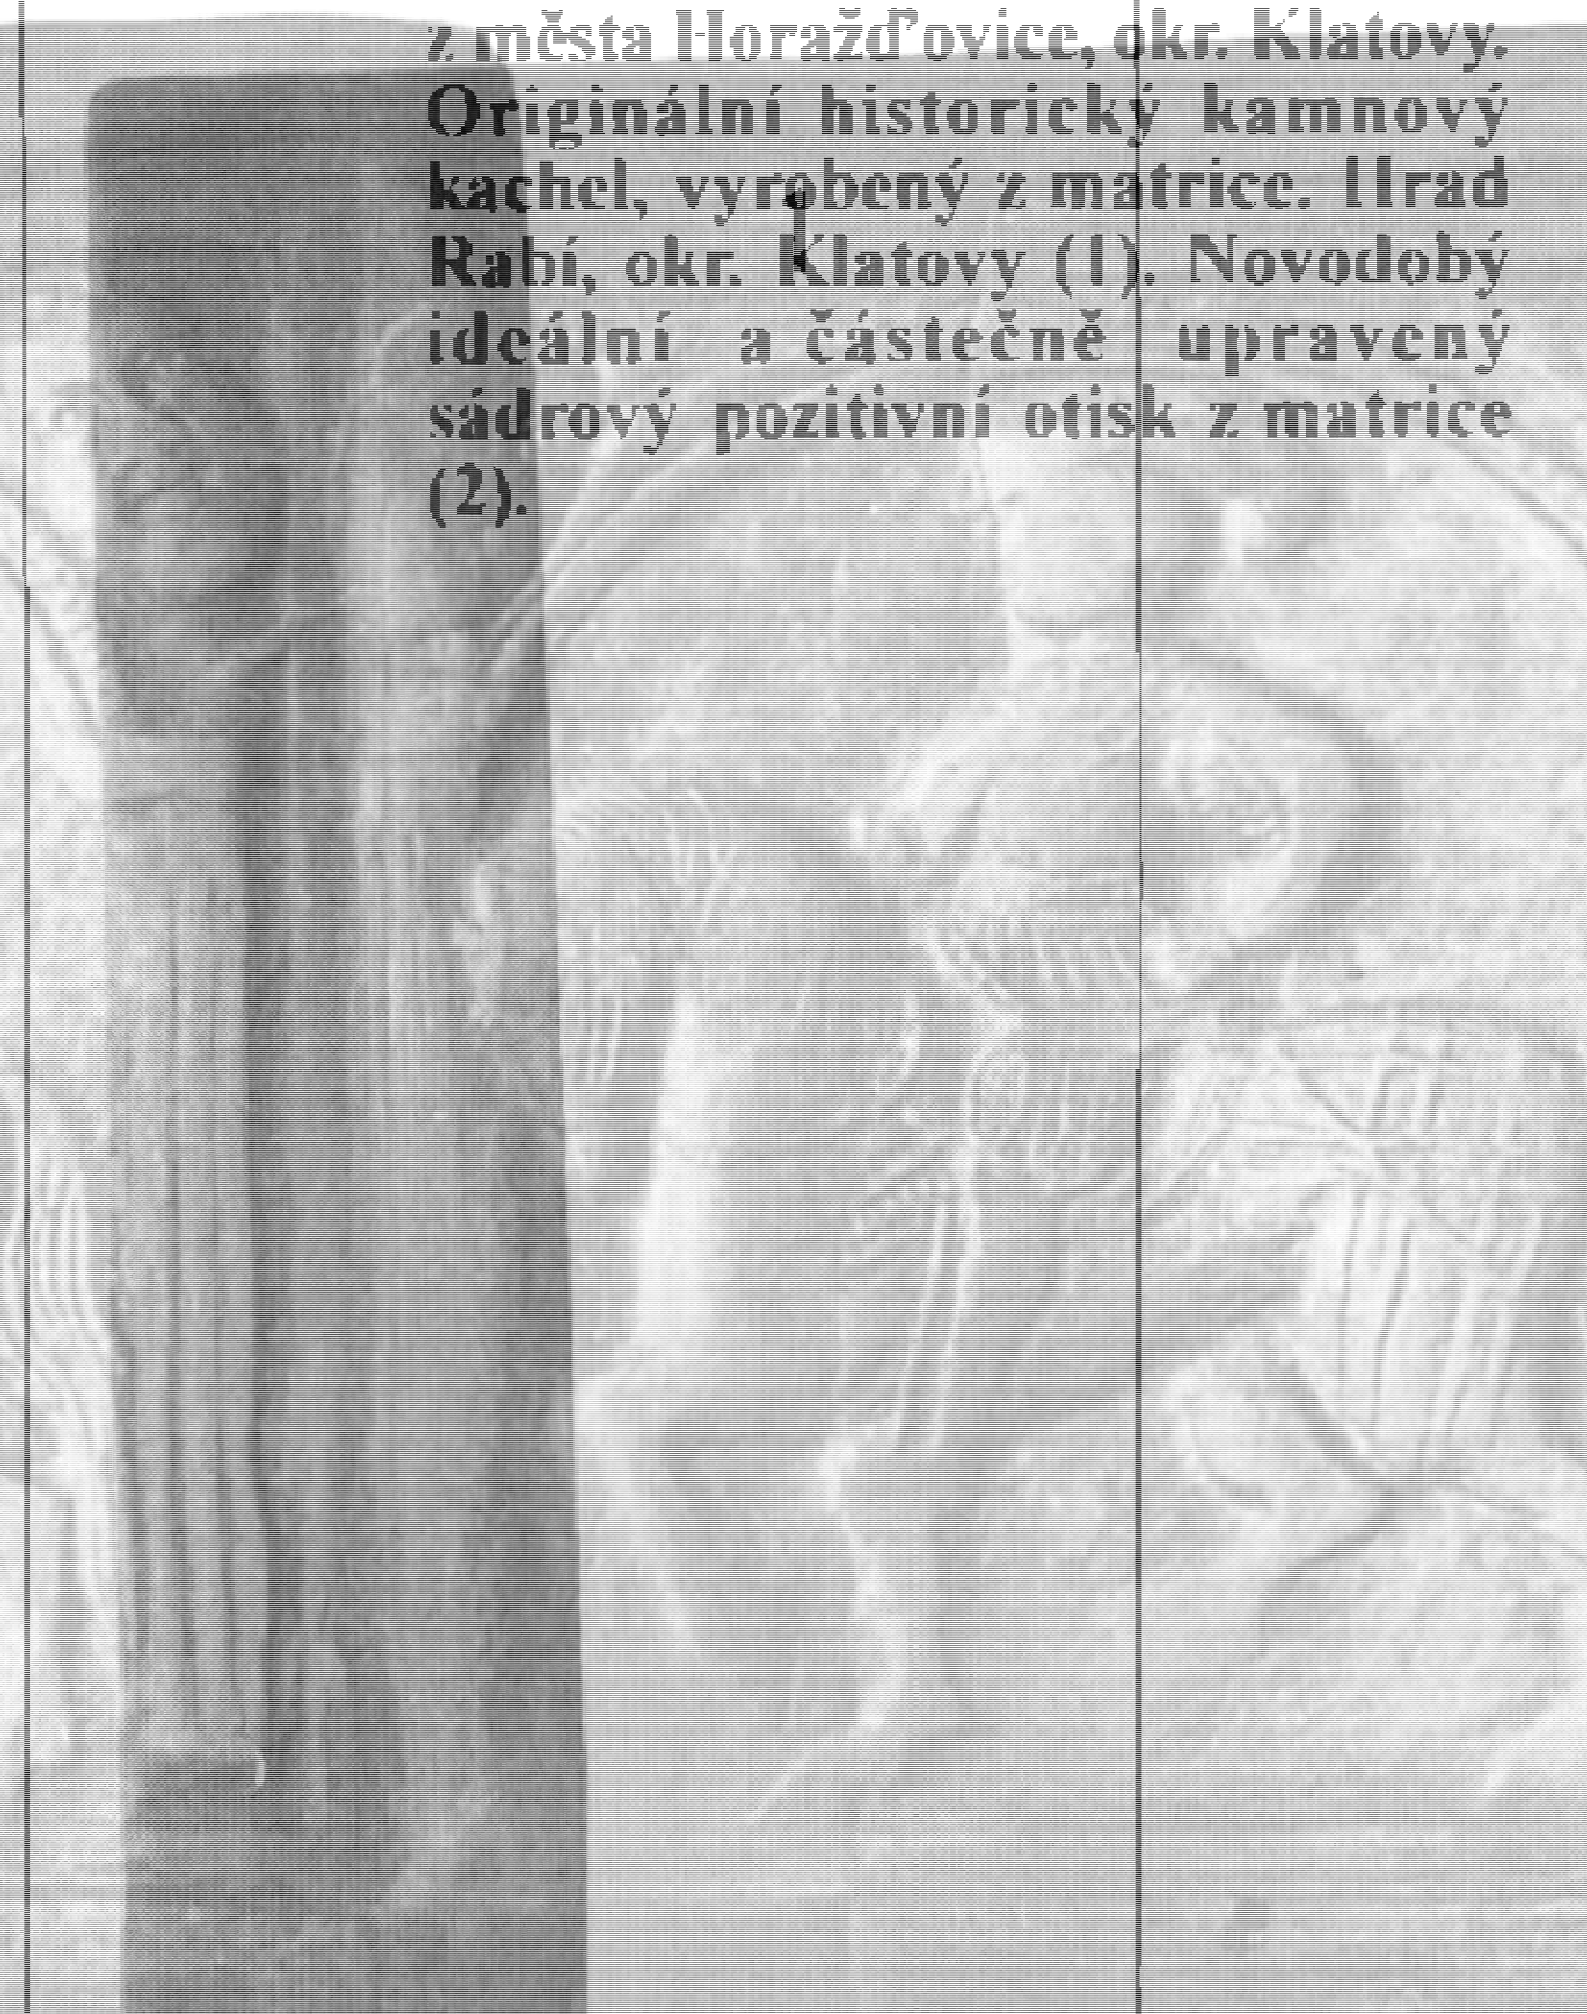 z města Horažďovice, okr. Klatovy.
Originální historický kamnový
kachel, vyrobený z matrice. Hrad
Rabí, okr. Klatovy (1). Novodobý
ideální a částečně upravený
sádrový pozitivní otisk z matrice
(2).